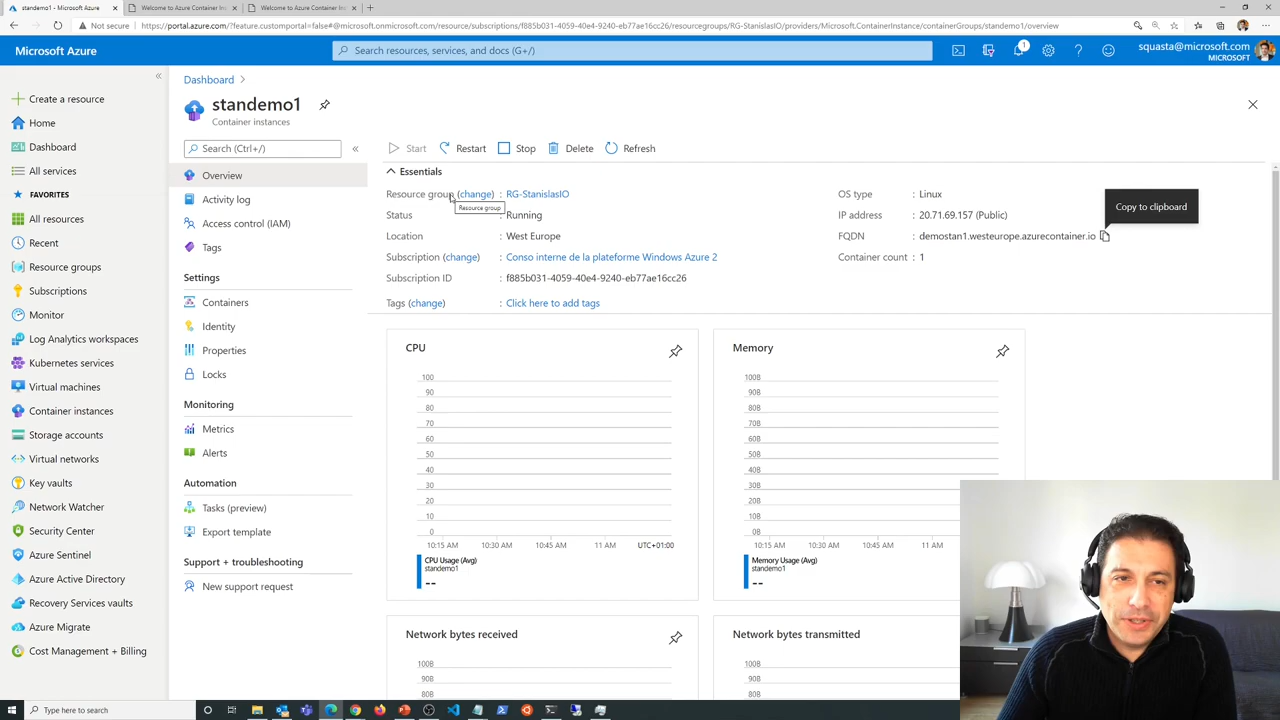 standemo1 - Microsoft Azure
Welcome to Azure Container Ins
Welcome to Azure Container Ins
Not secure
https://portal.azure.com/?feature.customportal=false#@microsoft.onmicrosoft.com/resource/subscriptions/f885b031-4059-40e4-9240-eb77ae16cc26/resourcegroups/RG-StanislasIO/providers/Microsoft.ContainerInstance/containerGroups/standemo1/overview
Microsoft Azure
Search resources, services, and docs (G+/)
1
squasta@microsoft.com
MICROSOFT
Create a resource
Home
Dashboard
All services
FAVORITES
All resources
Recent
Resource groups
Subscriptions
Monitor
Log Analytics workspaces
Kubernetes services
Virtual machines
Container instances
Storage accounts
Virtual networks
Key vaults
Network Watcher
Security Center
Azure Sentinel
Azure Active Directory
Recovery Services vaults
Azure Migrate
Cost Management + Billing
Dashboard
standemo1
Container instances
Search (Ctrl+/)
Overview
Activity log
Access control (IAM)
Tags
Settings
Containers
Identity
Properties
Locks
Monitoring
Metrics
Alerts
Automation
Tasks (preview)
Export template
Support + troubleshooting
New support request
Start Restart Stop Delete Refresh
Essentials
Resource group (change) : RG-StanislasIO
Resource group
Status : Running
Location : West Europe
Subscription (change) : Conso interne de la plateforme Windows Azure 2
Subscription ID : f885b031-4059-40e4-9240-eb77ae16cc26
Tags (change) : Click here to add tags
OS type : Linux
IP address : 20.71.69.157 (Public)
FQDN : demostan1.westeurope.azurecontainer.io
Container count : 1
Copy to clipboard
CPU
100
90
80
70
60
50
40
30
20
10
0
10:15 AM 10:30 AM 10:45 AM 11 AM UTC+01:00
CPU Usage (Avg)
standemo1
--
Memory
100B
90B
80B
70B
60B
50B
40B
30B
20B
10B
0B
10:15 AM 10:30 AM 10:45 AM 11 AM
Memory Usage (Avg)
standemo1
--
Network bytes received
100B
90B
80B
Network bytes transmitted
100B
90B
80B
Type here to search